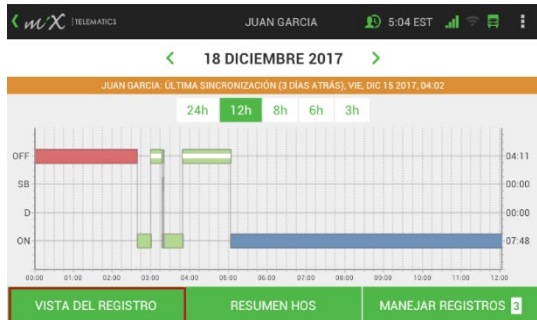 MiX TELEMATICS JUAN GARCIA 5:04 EST
18 DICIEMBRE 2017
JUAN GARCIA: ÚLTIMA SINCRONIZACIÓN (3 DÍAS ATRÁS), VIE, DIC 15 2017, 04:02
24h 12h 8h 6h 3h
OFF 04:11
SB 00:00
D 00:00
ON 07:48
00:00 01:00 02:00 03:00 04:00 05:00 06:00 07:00 08:00 09:00 10:00 11:00 12:00
VISTA DEL REGISTRO RESUMEN HOS MANEJAR REGISTROS 3